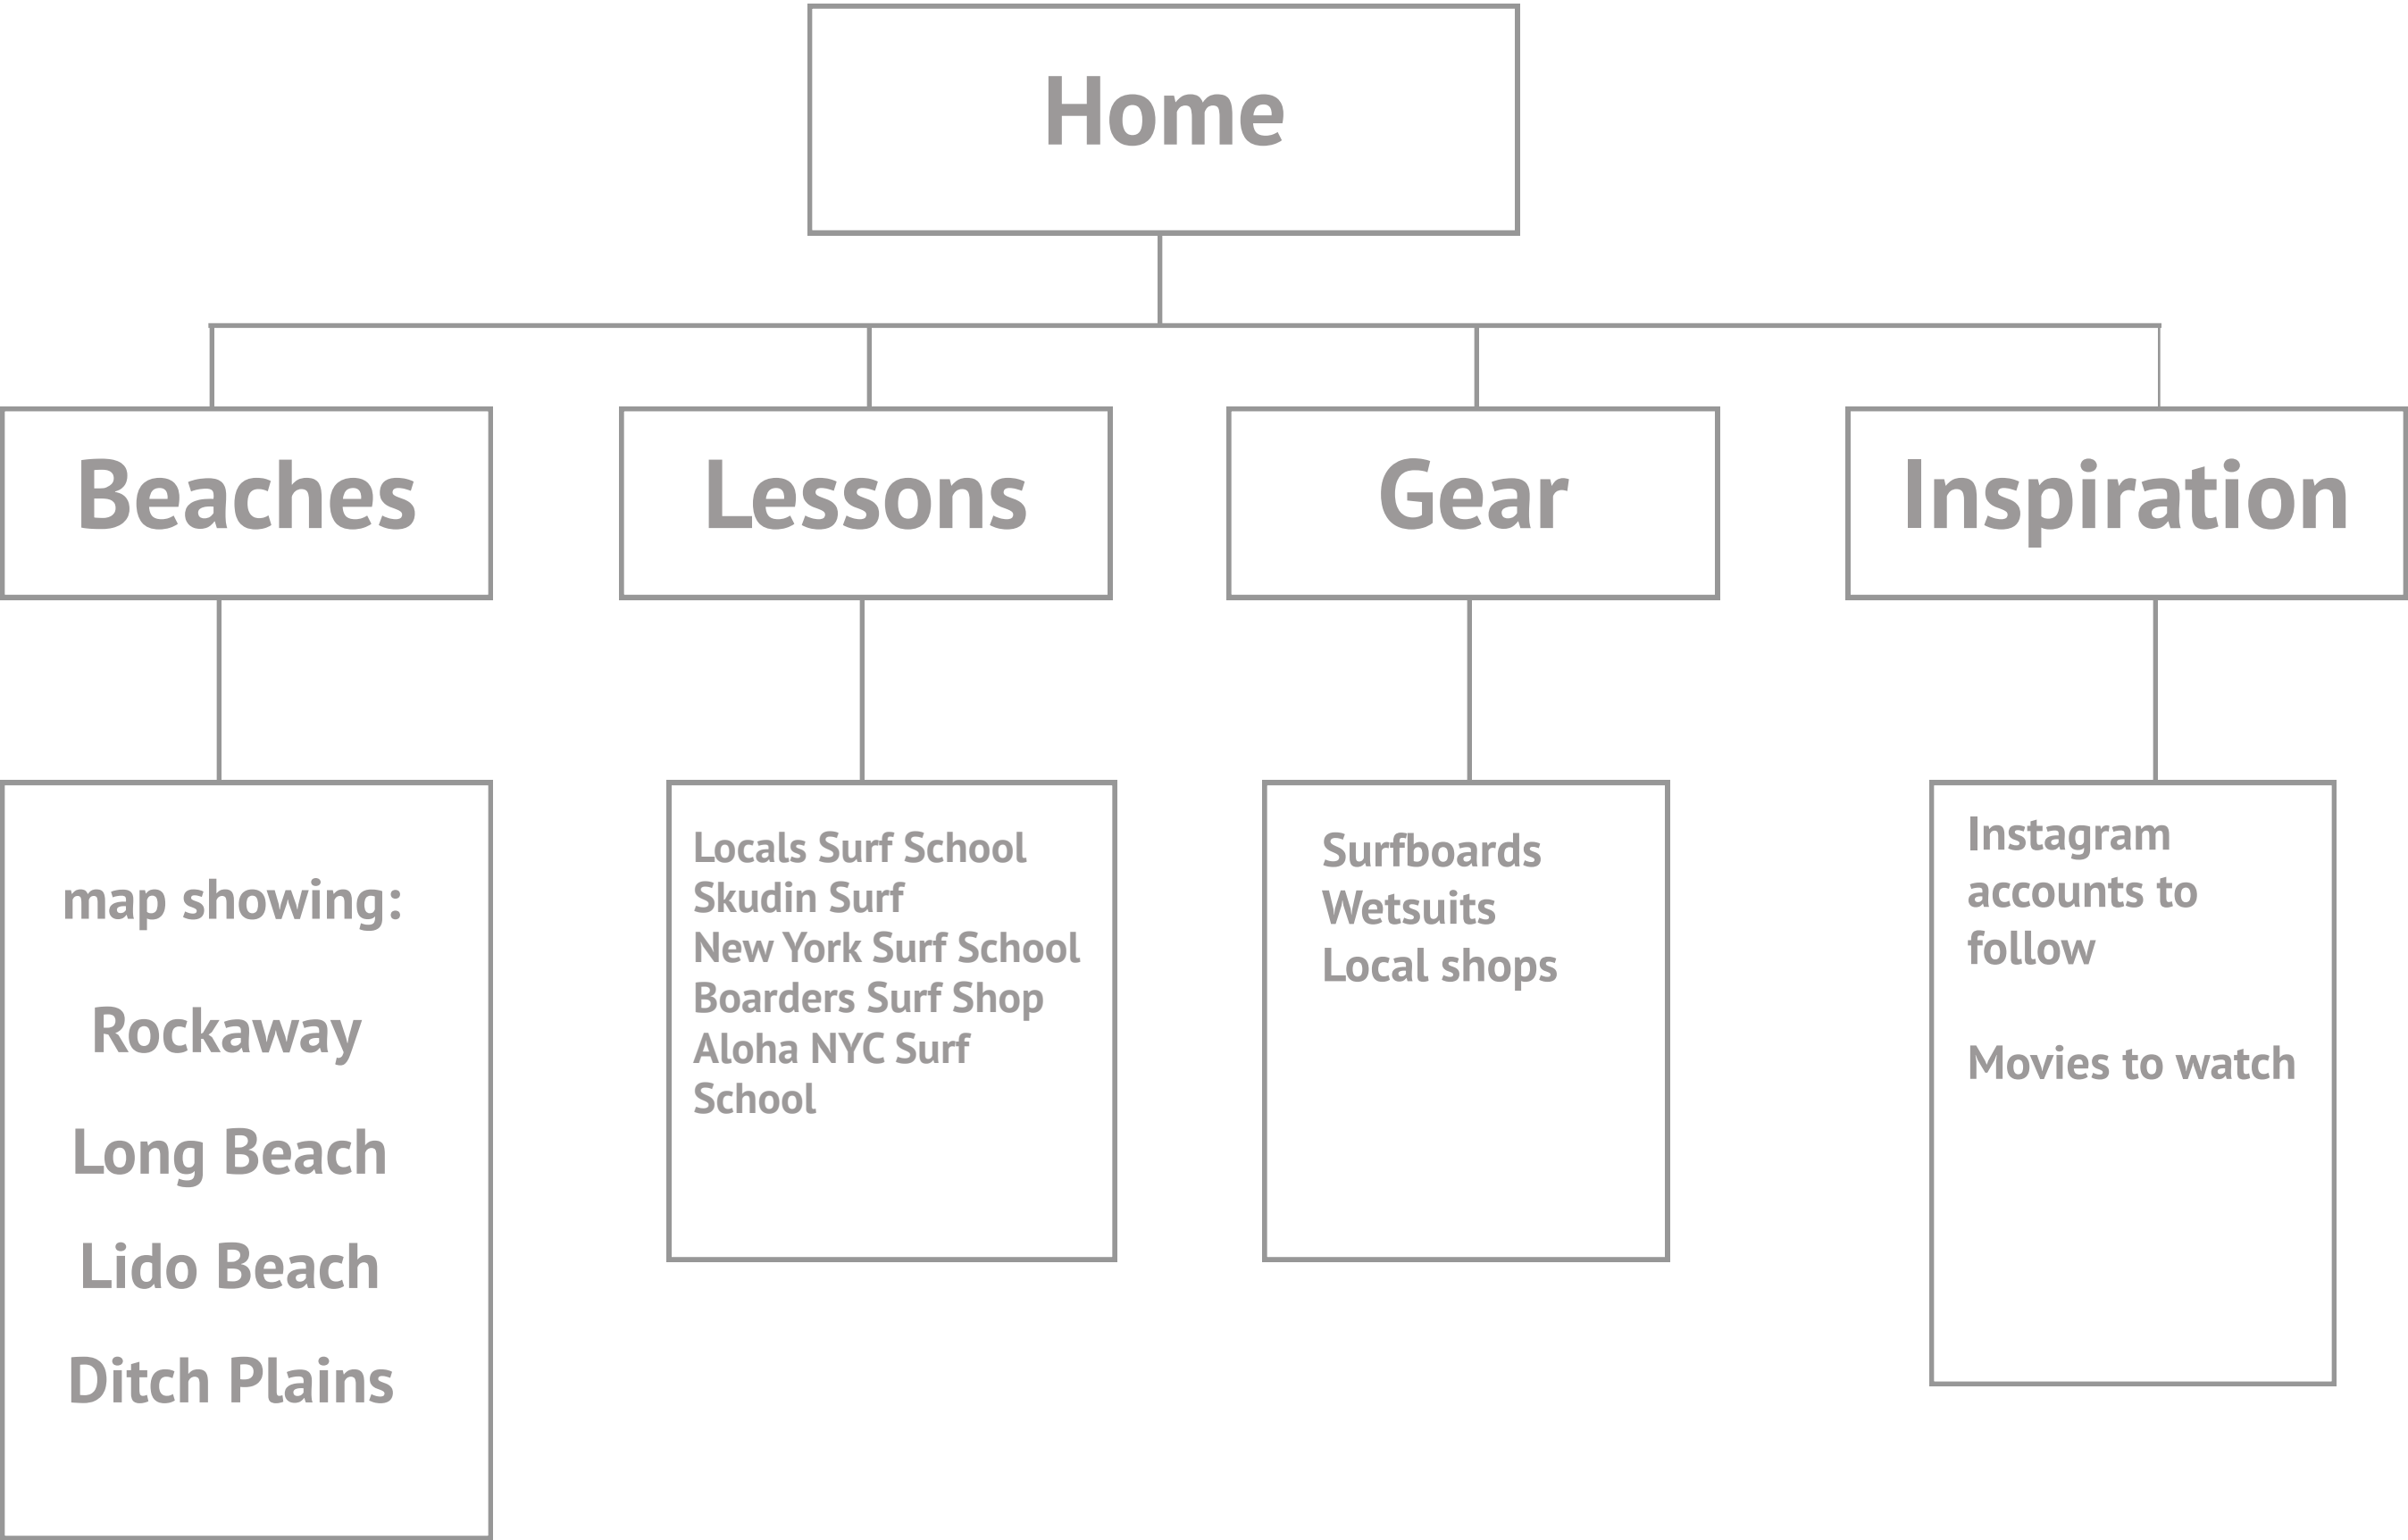 Home
Beaches
Lessons
Gear
Inspiration
map showing:
Rockaway
Long Beach
Lido Beach
Ditch Plains
Locals Surf School
Skudin Surf
New York Surf School
Boarders Surf Shop
Aloha NYC Surf
School
Surfboards
Wetsuits
Local shops
Instagram
accounts to
follow
Movies to watch